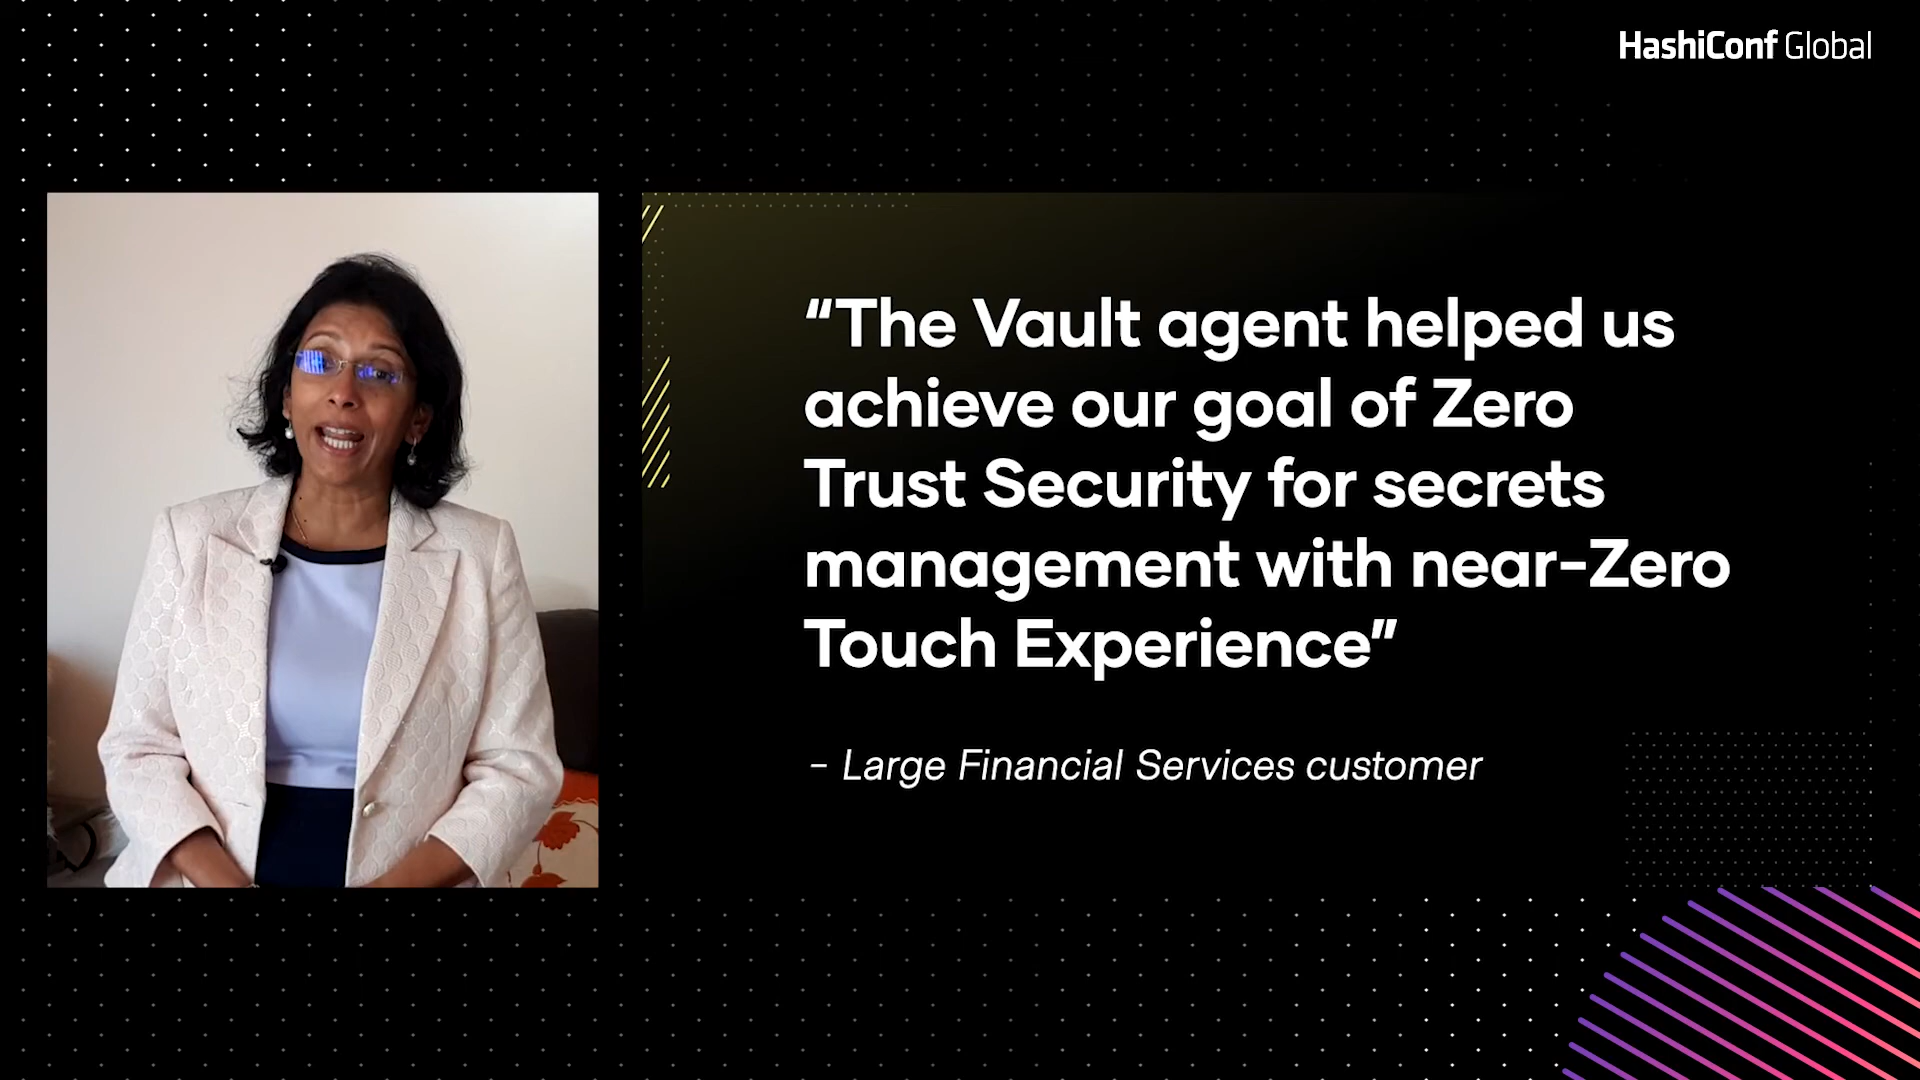 HashiConf Global
“The Vault agent helped us
achieve our goal of Zero
Trust Security for secrets
management with near-Zero
Touch Experience”
– Large Financial Services customer